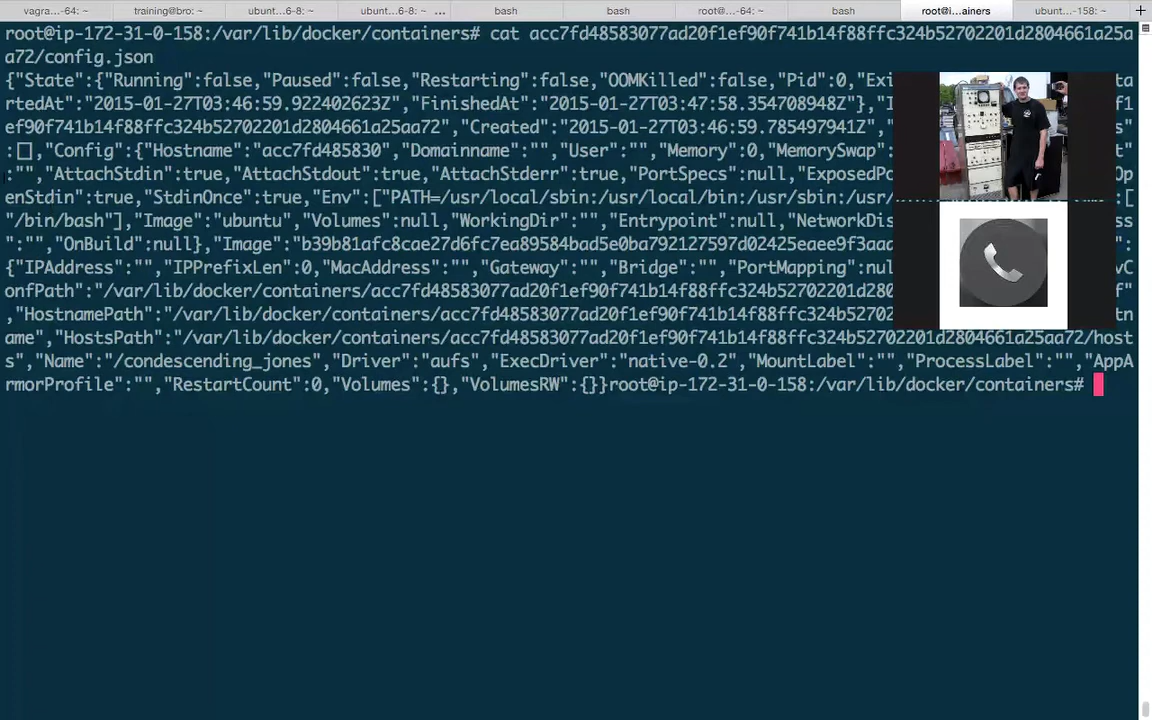 vagra...-64: ~ training@bro: ~ ubunt...6-8: ~ ubunt...6-8: ~ ... bash bash root@...-64: ~ bash root@i...ainers ubunt...-158: ~ +
root@ip-172-31-0-158:/var/lib/docker/containers# cat acc7fd48583077ad20f1ef90f741b14f88ffc324b52702201d2804661a25a
a72/config.json
{"State":{"Running":false,"Paused":false,"Restarting":false,"OOMKilled":false,"Pid":0,"Exi ta
rtedAt":"2015-01-27T03:46:59.922402623Z","FinishedAt":"2015-01-27T03:47:58.354708948Z"},"I f1
ef90f741b14f88ffc324b52702201d2804661a25aa72","Created":"2015-01-27T03:46:59.785497941Z"," s"
:[],"Config":{"Hostname":"acc7fd485830","Domainname":"","User":"","Memory":0,"MemorySwap" t"
:"","AttachStdin":true,"AttachStdout":true,"AttachStderr":true,"PortSpecs":null,"ExposedPo Op
enStdin":true,"StdinOnce":true,"Env":["PATH=/usr/local/sbin:/usr/local/bin:/usr/sbin:/usr/ :[
"/bin/bash"],"Image":"ubuntu","Volumes":null,"WorkingDir":"","Entrypoint":null,"NetworkDis ss
":"","OnBuild":null},"Image":"b39b81afc8cae27d6fc7ea89584bad5e0ba792127597d02425eaee9f3aaa ":
{"IPAddress":"","IPPrefixLen":0,"MacAddress":"","Gateway":"","Bridge":"","PortMapping":nul vC
onfPath":"/var/lib/docker/containers/acc7fd48583077ad20f1ef90f741b14f88ffc324b52702201d280 f"
,"HostnamePath":"/var/lib/docker/containers/acc7fd48583077ad20f1ef90f741b14f88ffc324b52702 tn
ame","HostsPath":"/var/lib/docker/containers/acc7fd48583077ad20f1ef90f741b14f88ffc324b52702201d2804661a25aa72/host
s","Name":"/condescending_jones","Driver":"aufs","ExecDriver":"native-0.2","MountLabel":"","ProcessLabel":"","AppA
rmorProfile":"","RestartCount":0,"Volumes":{},"VolumesRW":{}}root@ip-172-31-0-158:/var/lib/docker/containers#